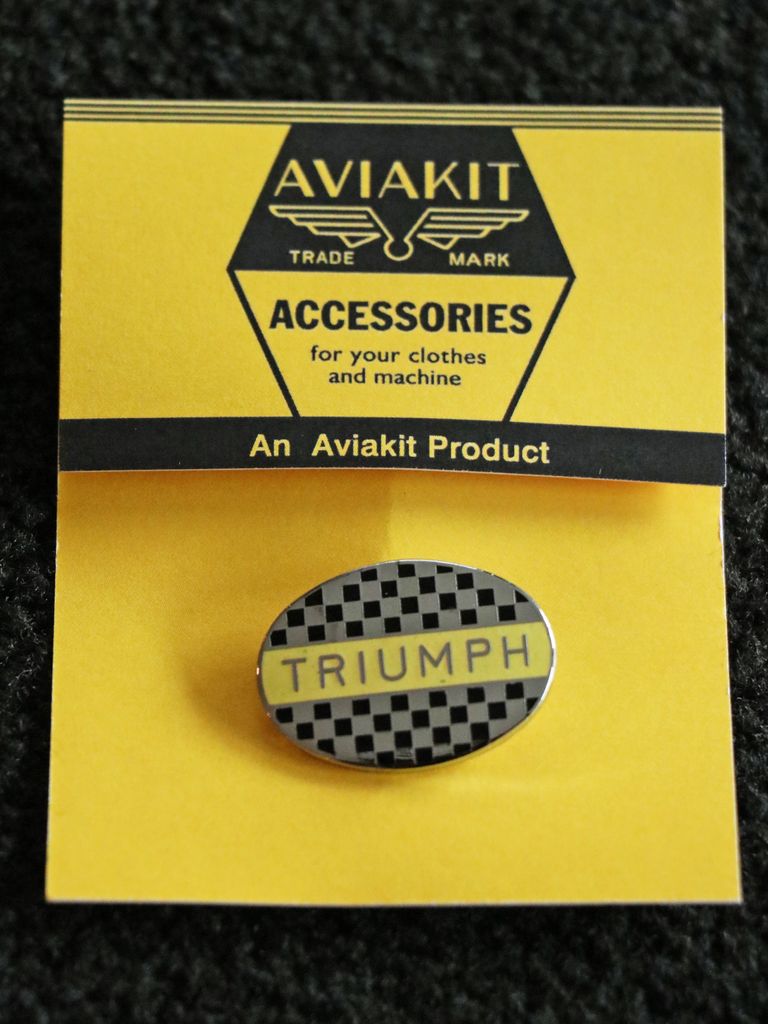 AVIAKIT
TRADE MARK
ACCESSORIES
for your clothes
and machine
An Aviakit Product
TRIUMPH